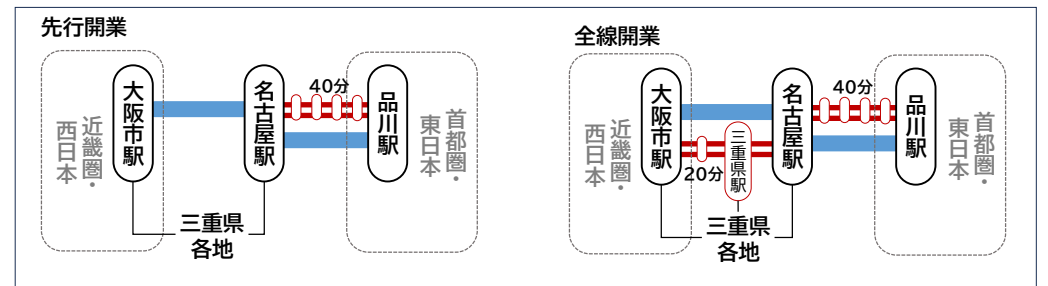 先行開業
大阪市駅
名古屋駅
40分
品川駅
近畿圏・
西日本
首都圏・
東日本
三重県
各地
全線開業
大阪市駅
20分
三重県駅
名古屋駅
40分
品川駅
近畿圏・
西日本
首都圏・
東日本
三重県
各地